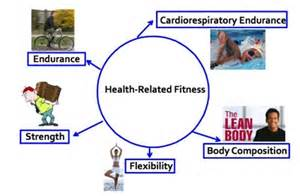 Cardiorespiratory Endurance
Endurance
Health-Related Fitness
The
LEAN
BODY
Strength
Flexibility
Body Composition